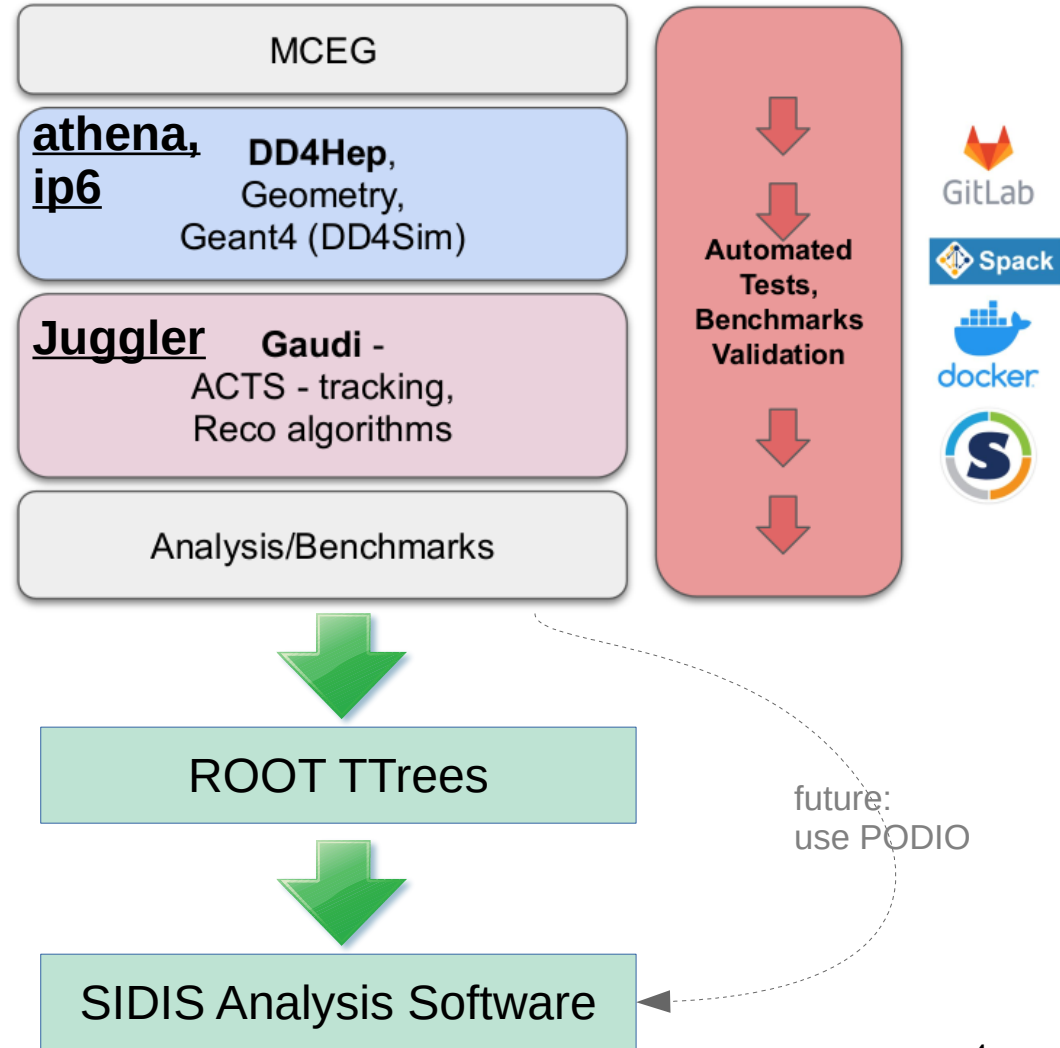 MCEG
athena,
ip6
DD4Hep,
Geometry,
Geant4 (DD4Sim)
Juggler
Gaudi -
ACTS - tracking,
Reco algorithms
Analysis/Benchmarks
Automated
Tests,
Benchmarks
Validation
GitLab
Spack
docker
S
ROOT TTrees
future:
use PODIO
SIDIS Analysis Software